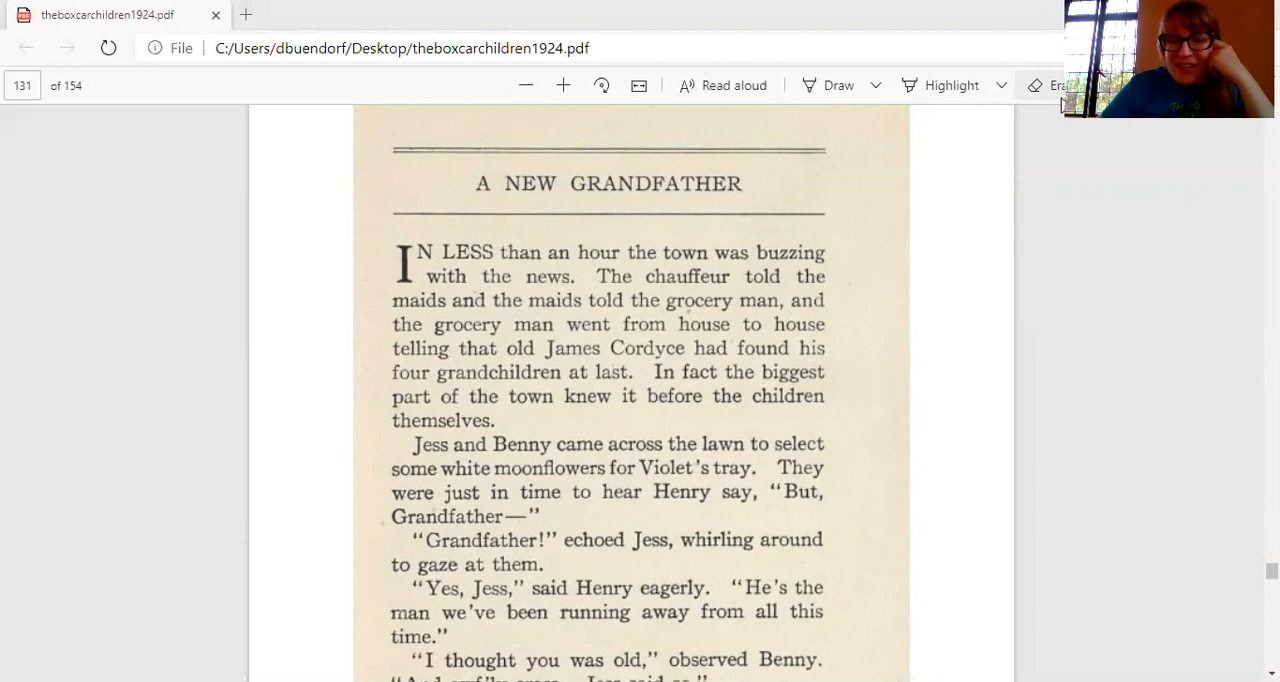 theboxcarchildren1924.pdf
File
C:/Users/dbuendorf/Desktop/theboxcarchildren1924.pdf
131 of 154
Read aloud
Draw
Highlight
A NEW GRANDFATHER
IN LESS than an hour the town was buzzing
with the news. The chauffeur told the
maids and the maids told the grocery man, and
the grocery man went from house to house
telling that old James Cordyce had found his
four grandchildren at last. In fact the biggest
part of the town knew it before the children
themselves.
Jess and Benny came across the lawn to select
some white moonflowers for Violet's tray. They
were just in time to hear Henry say, "But,
Grandfather—"
"Grandfather!" echoed Jess, whirling around
to gaze at them.
"Yes, Jess," said Henry eagerly. "He's the
man we've been running away from all this
time."
"I thought you was old," observed Benny.